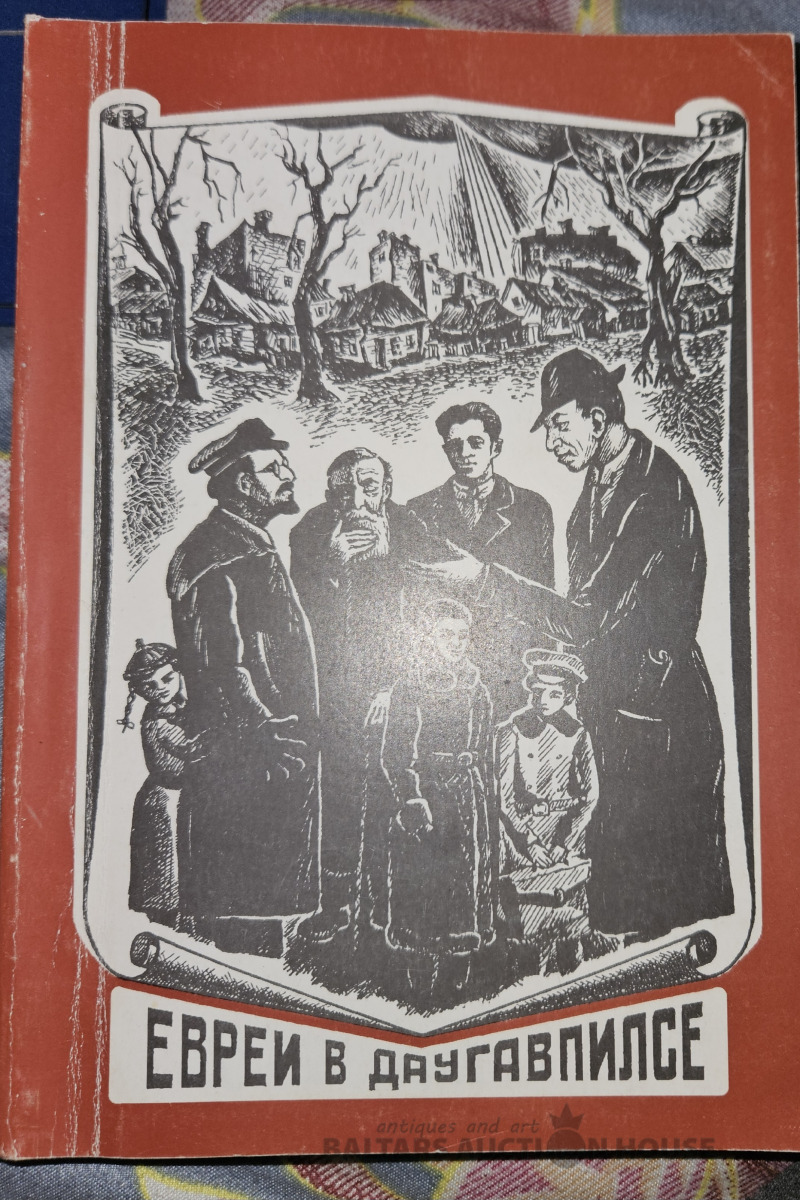 ЕВРЕИ В ДАУГАВПИЛСЕ
antiques and art
BALTARS AUCTION HOUSE